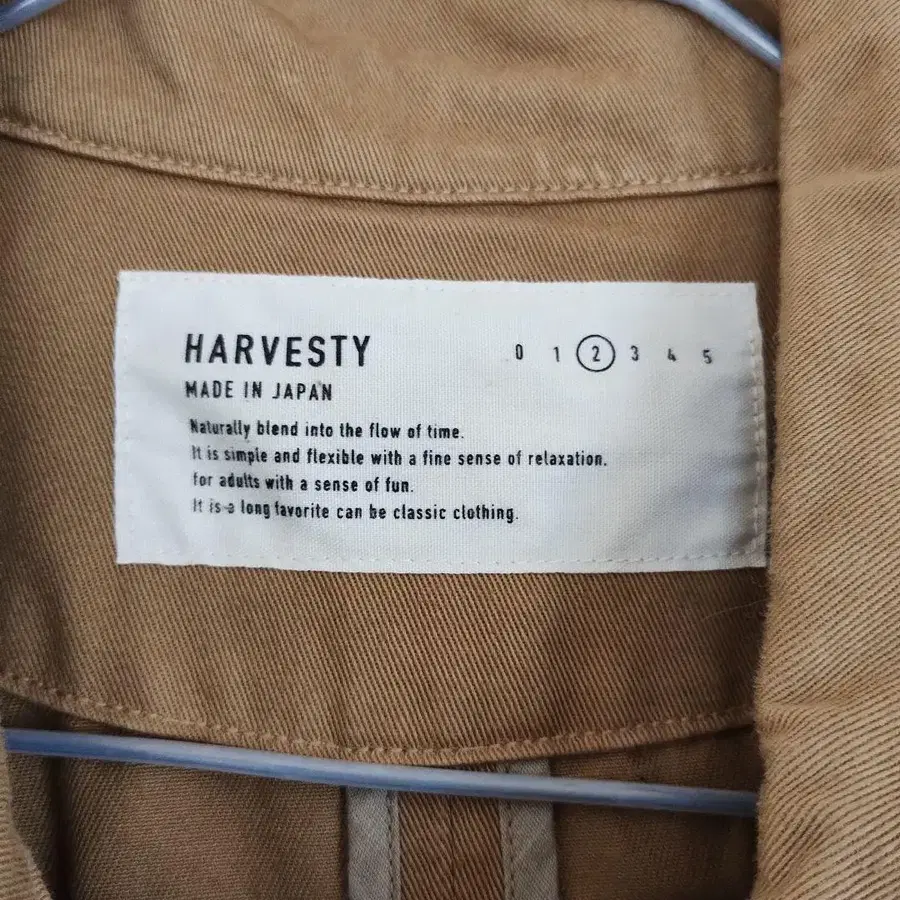 HARVESTY 0 1 2 3 4 5
MADE IN JAPAN
Naturally blend into the flow of time.
It is simple and flexible with a fine sense of relaxation.
for adults with a sense of fun.
It is a long favorite can be classic clothing.